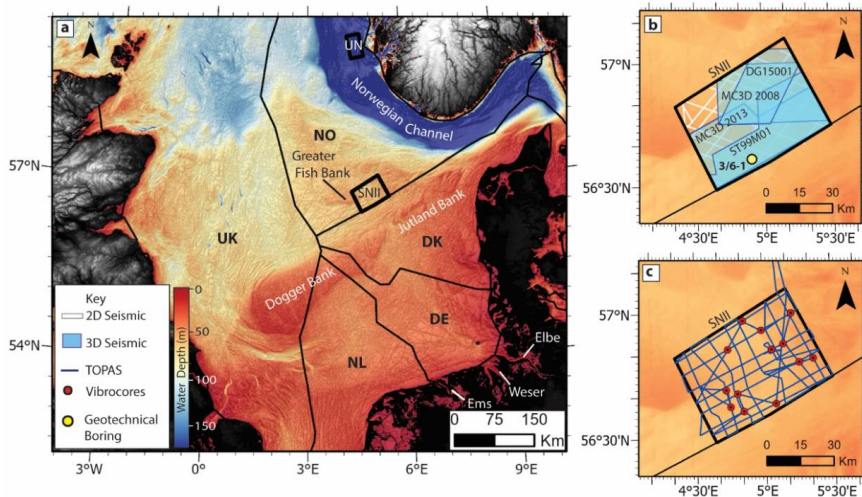 a
N
UN
Norwegian Channel
NO
Greater
Fish Bank
SNII
Jutland Bank
UK
DK
Dogger Bank
DE
NL
Elbe
Weser
Ems
57°N
54°N
3°W
0°
3°E
6°E
9°E
Key
2D Seismic
3D Seismic
TOPAS
Vibrocores
Geotechnical
Boring
0
50
100
150
Water Depth (m)
0 75 150
Km
b
N
SNII
DG15001
MC3D 2008
MC3D 2013
ST99M01
3/6-1
0 15 30
Km
57°0'N
56°30'N
4°30'E
5°0'E
5°30'E
c
N
SNII
0 15 30
Km
57°0'N
56°30'N
4°30'E
5°0'E
5°30'E